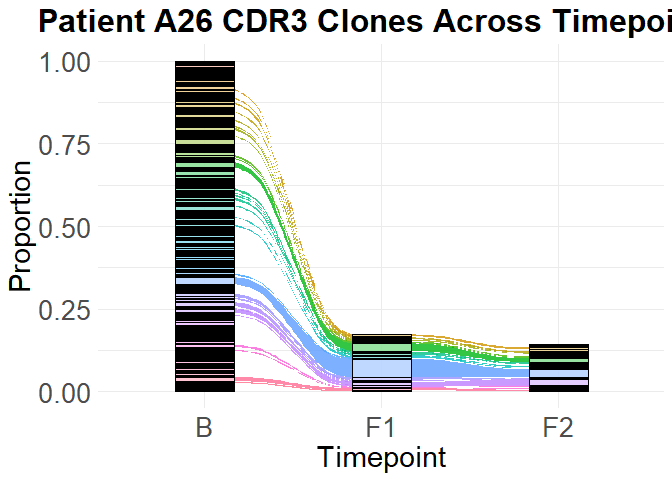 Patient A26 CDR3 Clones Across Timepoi
1.00
0.75
0.50
0.25
0.00
Proportion
B F1 F2
Timepoint